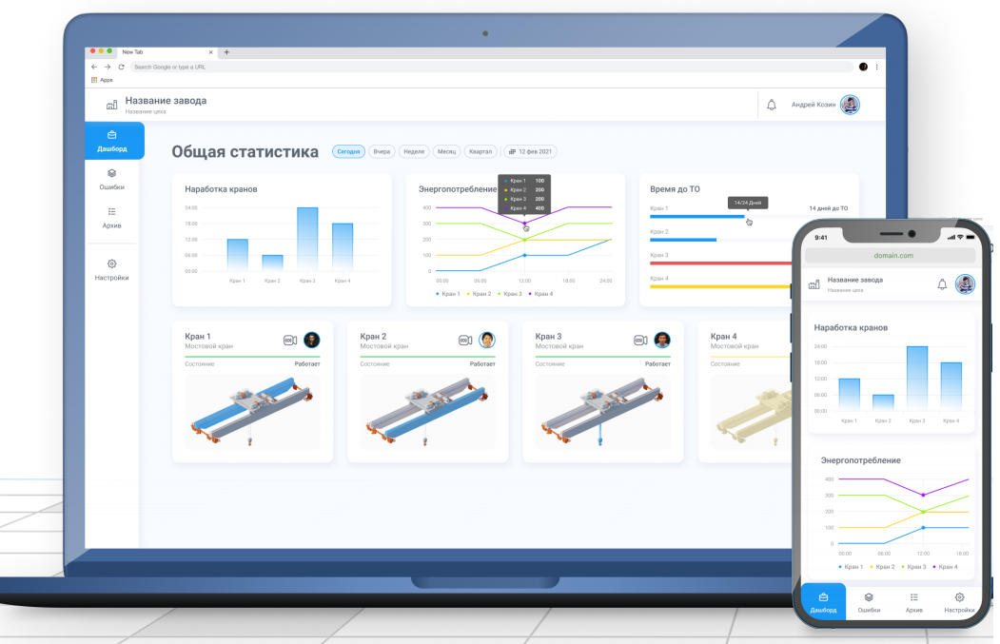 New Tab
Search Google or type a URL
Apps
Название завода
Название цеха
Андрей Козин
Дашборд
Ошибки
Архив
Настройки
Общая статистика
Сегодня
Вчера
Неделя
Месяц
Квартал
12 фев 2021
Наработка кранов
24:00
18:00
12:00
06:00
00:00
Кран 1 Кран 2 Кран 3 Кран 4
Энергопотребление
Кран 1 100
Кран 2 200
Кран 3 200
Кран 4 400
400
300
200
100
0
00:00 06:00 12:00 18:00 24:00
Кран 1 Кран 2 Кран 3 Кран 4
Время до ТО
14/24 Дней
Кран 1 14 дней до ТО
Кран 2
Кран 3
Кран 4
Кран 1
Мостовой кран
Состояние Работает
Кран 2
Мостовой кран
Состояние Работает
Кран 3
Мостовой кран
Состояние Работает
Кран 4
Мостовой кран
Состояние
9:41
domain.com
Название завода
Название цеха
Наработка кранов
24:00
18:00
12:00
06:00
00:00
Кран 1 Кран 2 Кран 3 Кран 4
Энергопотребление
400
300
200
100
0
00:00 06:00 12:00 18:00
Кран 1 Кран 2 Кран 3 Кран 4
Дашборд
Ошибки
Архив
Настройки